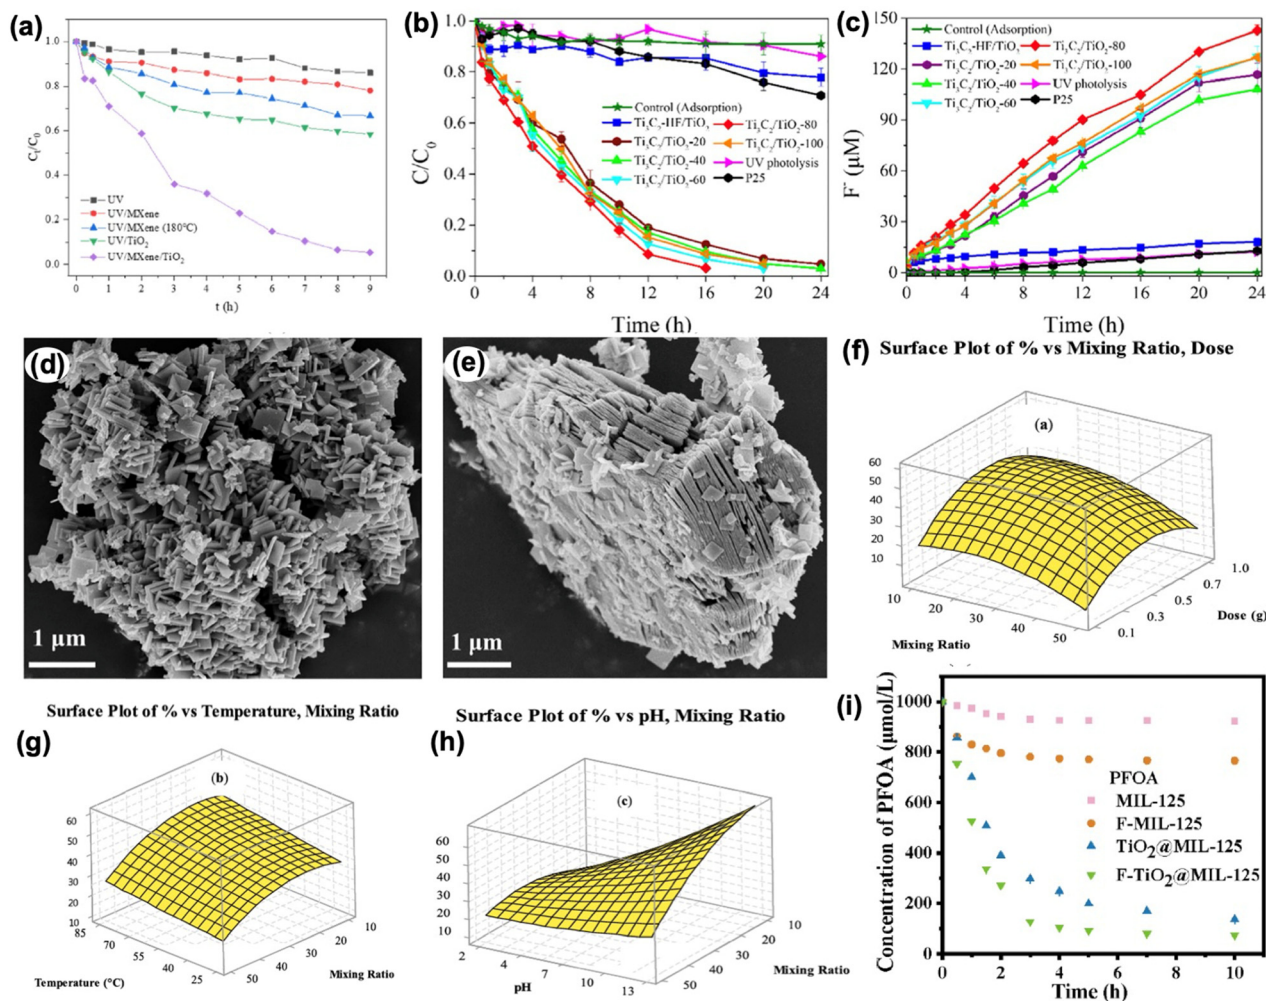 (a)
1.0
0.8
0.6
0.4
0.2
0.0
Cₜ/C₀
UV
UV/MXene
UV/MXene (180°C)
UV/TiO₂
UV/MXene/TiO₂
0 1 2 3 4 5 6 7 8 9
t (h)
(b)
1.0
0.8
0.6
0.4
0.2
0.0
C/C₀
Control (Adsorption)
Ti₃C₂-HF/TiO₂
Ti₃C₂/TiO₂-20
Ti₃C₂/TiO₂-40
Ti₃C₂/TiO₂-60
Ti₃C₂/TiO₂-80
Ti₃C₂/TiO₂-100
UV photolysis
P25
0 4 8 12 16 20 24
Time (h)
(c)
150
125
100
75
50
25
0
F⁻ (μM)
Control (Adsorption)
Ti₃C₂-HF/TiO₂
Ti₃C₂/TiO₂-20
Ti₃C₂/TiO₂-40
Ti₃C₂/TiO₂-60
Ti₃C₂/TiO₂-80
Ti₃C₂/TiO₂-100
UV photolysis
P25
0 4 8 12 16 20 24
Time (h)
(d)
1 μm
(e)
1 μm
(f)
Surface Plot of % vs Mixing Ratio, Dose
(a)
60
50
40
30
20
10
10 20 30 40 50
Mixing Ratio
0.1 0.3 0.5 0.7 1.0
Dose (g)
(g)
Surface Plot of % vs Temperature, Mixing Ratio
(b)
60
50
40
30
20
10
85 70 55 40 25
Temperature (°C)
50 40 30 20 10
Mixing Ratio
(h)
Surface Plot of % vs pH, Mixing Ratio
(c)
60
50
40
30
20
10
2 4 7 10 13
pH
50 40 30 20 10
Mixing Ratio
(i)
1000
800
600
400
200
0
Concentration of PFOA (μmol/L)
PFOA
MIL-125
F-MIL-125
TiO₂@MIL-125
F-TiO₂@MIL-125
0 2 4 6 8 10
Time (h)